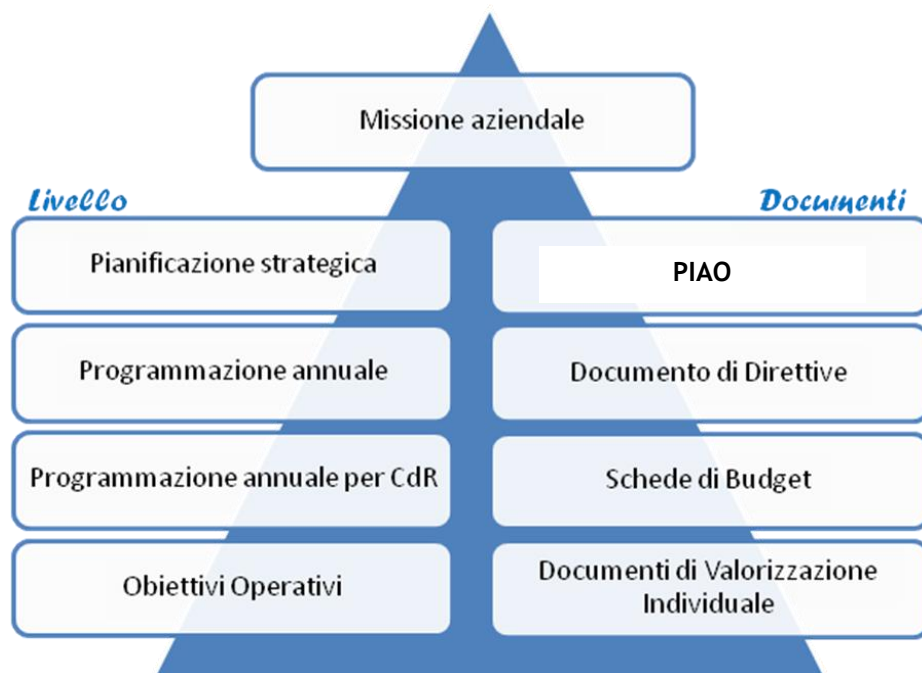 Missione aziendale
Livello
Documenti
Pianificazione strategica
PIAO
Programmazione annuale
Documento di Direttive
Programmazione annuale per CdR
Schede di Budget
Obiettivi Operativi
Documenti di Valorizzazione
Individuale